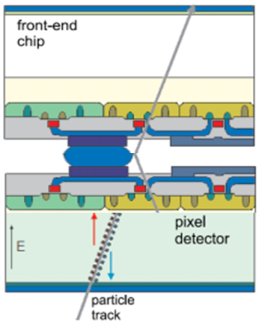 front-end
chip
pixel
detector
E
particle
track